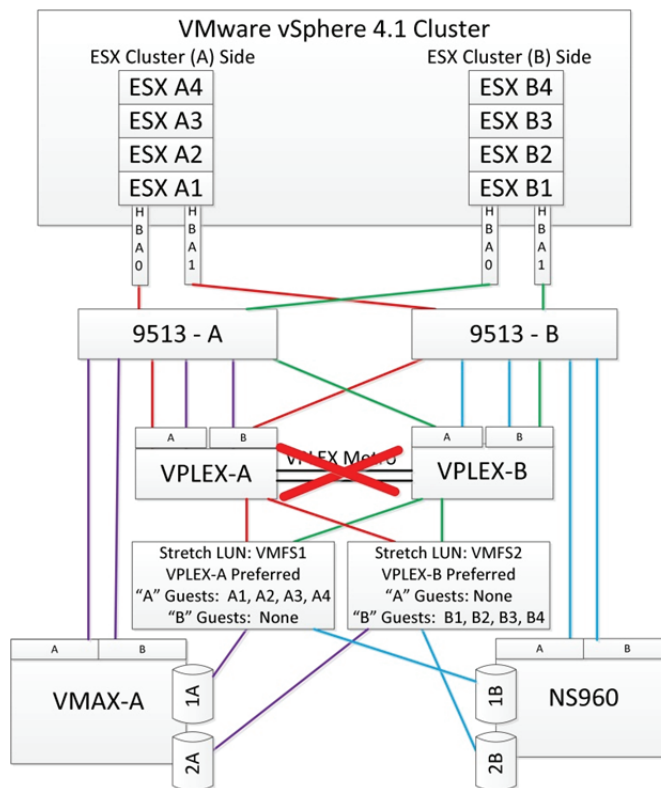 VMware vSphere 4.1 Cluster
ESX Cluster (A) Side
ESX Cluster (B) Side
ESX A4
ESX A3
ESX A2
ESX A1
ESX B4
ESX B3
ESX B2
ESX B1
HBA0
HBA1
HBA0
HBA1
9513 - A
9513 - B
A
B
VPLEX-A
VPLEX Metro
A
B
VPLEX-B
Stretch LUN: VMFS1
VPLEX-A Preferred
“A” Guests: A1, A2, A3, A4
“B” Guests: None
Stretch LUN: VMFS2
VPLEX-B Preferred
“A” Guests: None
“B” Guests: B1, B2, B3, B4
A
B
VMAX-A
1A
2A
A
B
NS960
1B
2B